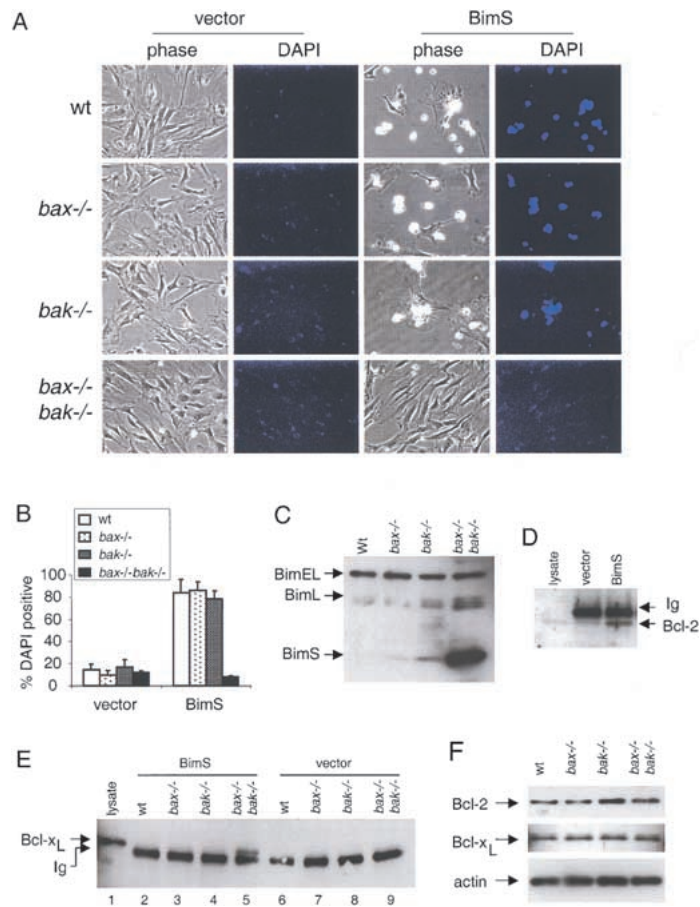 A
vector
BimS
phase
DAPI
phase
DAPI
wt
bax-/-
bak-/-
bax-/-
bak-/-
B
wt
bax-/-
bak-/-
bax-/-bak-/-
% DAPI positive
100
80
60
40
20
0
vector
BimS
C
Wt
bax-/-
bak-/-
bax-/-
bak-/-
BimEL
BimL
BimS
D
lysate
vector
BimS
Ig
Bcl-2
E
BimS
vector
lysate
wt
bax-/-
bak-/-
bax-/-
bak-/-
wt
bax-/-
bak-/-
bax-/-
bak-/-
Bcl-xL
Ig
1 2 3 4 5 6 7 8 9
F
wt
bax-/-
bak-/-
bax-/-
bak-/-
Bcl-2
Bcl-xL
actin